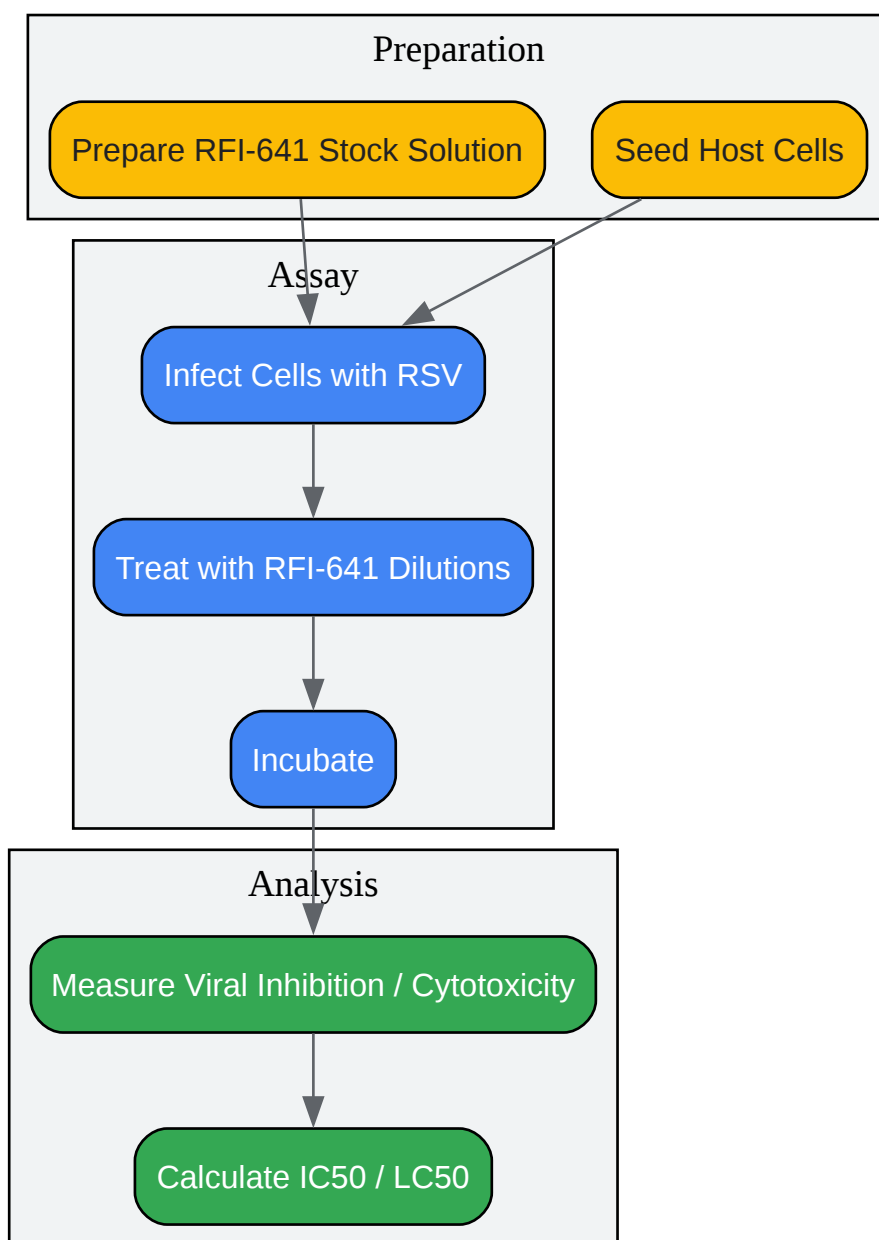 Preparation
Prepare RFI-641 Stock Solution
Seed Host Cells
Assay
Infect Cells with RSV
Treat with RFI-641 Dilutions
Incubate
Analysis
Measure Viral Inhibition / Cytotoxicity
Calculate IC50 / LC50